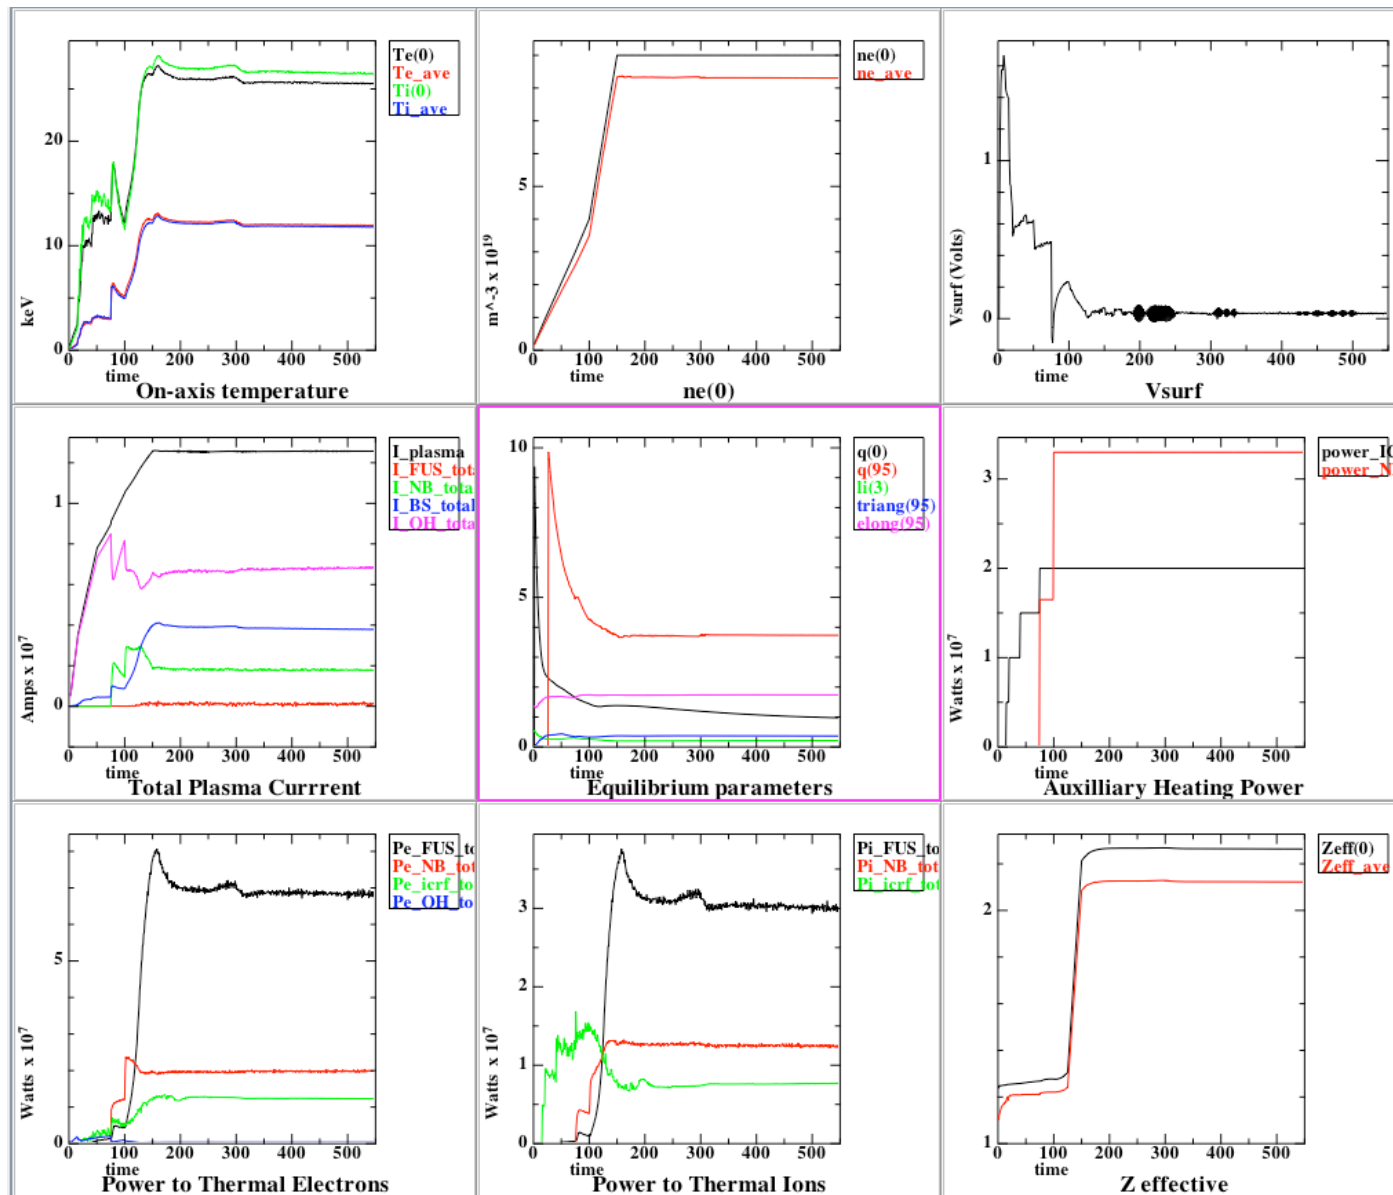 Te(0)
Te_ave
Ti(0)
Ti_ave
20
10
0
keV
0 100 200 300 400 500
time
On-axis temperature
ne(0)
ne_ave
5
0
m^-3 x 10^19
0 100 200 300 400 500
time
ne(0)
1
0
Vsurf (Volts)
0 100 200 300 400 500
time
Vsurf
I_plasma
I_FUS_tota
I_NB_tota
I_BS_total
I_OH_tota
1
0
Amps x 10^7
0 100 200 300 400 500
time
Total Plasma Currrent
q(0)
q(95)
li(3)
triang(95)
elong(95)
10
5
0
0 100 200 300 400 500
time
Equilibrium parameters
power_IC
power_N
3
2
1
0
Watts x 10^7
0 100 200 300 400 500
time
Auxilliary Heating Power
Pe_FUS_to
Pe_NB_tot
Pe_icrf_to
Pe_OH_to
5
0
Watts x 10^7
0 100 200 300 400 500
time
Power to Thermal Electrons
Pi_FUS_to
Pi_NB_tot
Pi_icrf_tot
3
2
1
0
Watts x 10^7
0 100 200 300 400 500
time
Power to Thermal Ions
Zeff(0)
Zeff_ave
2
1
0 100 200 300 400 500
time
Z effective